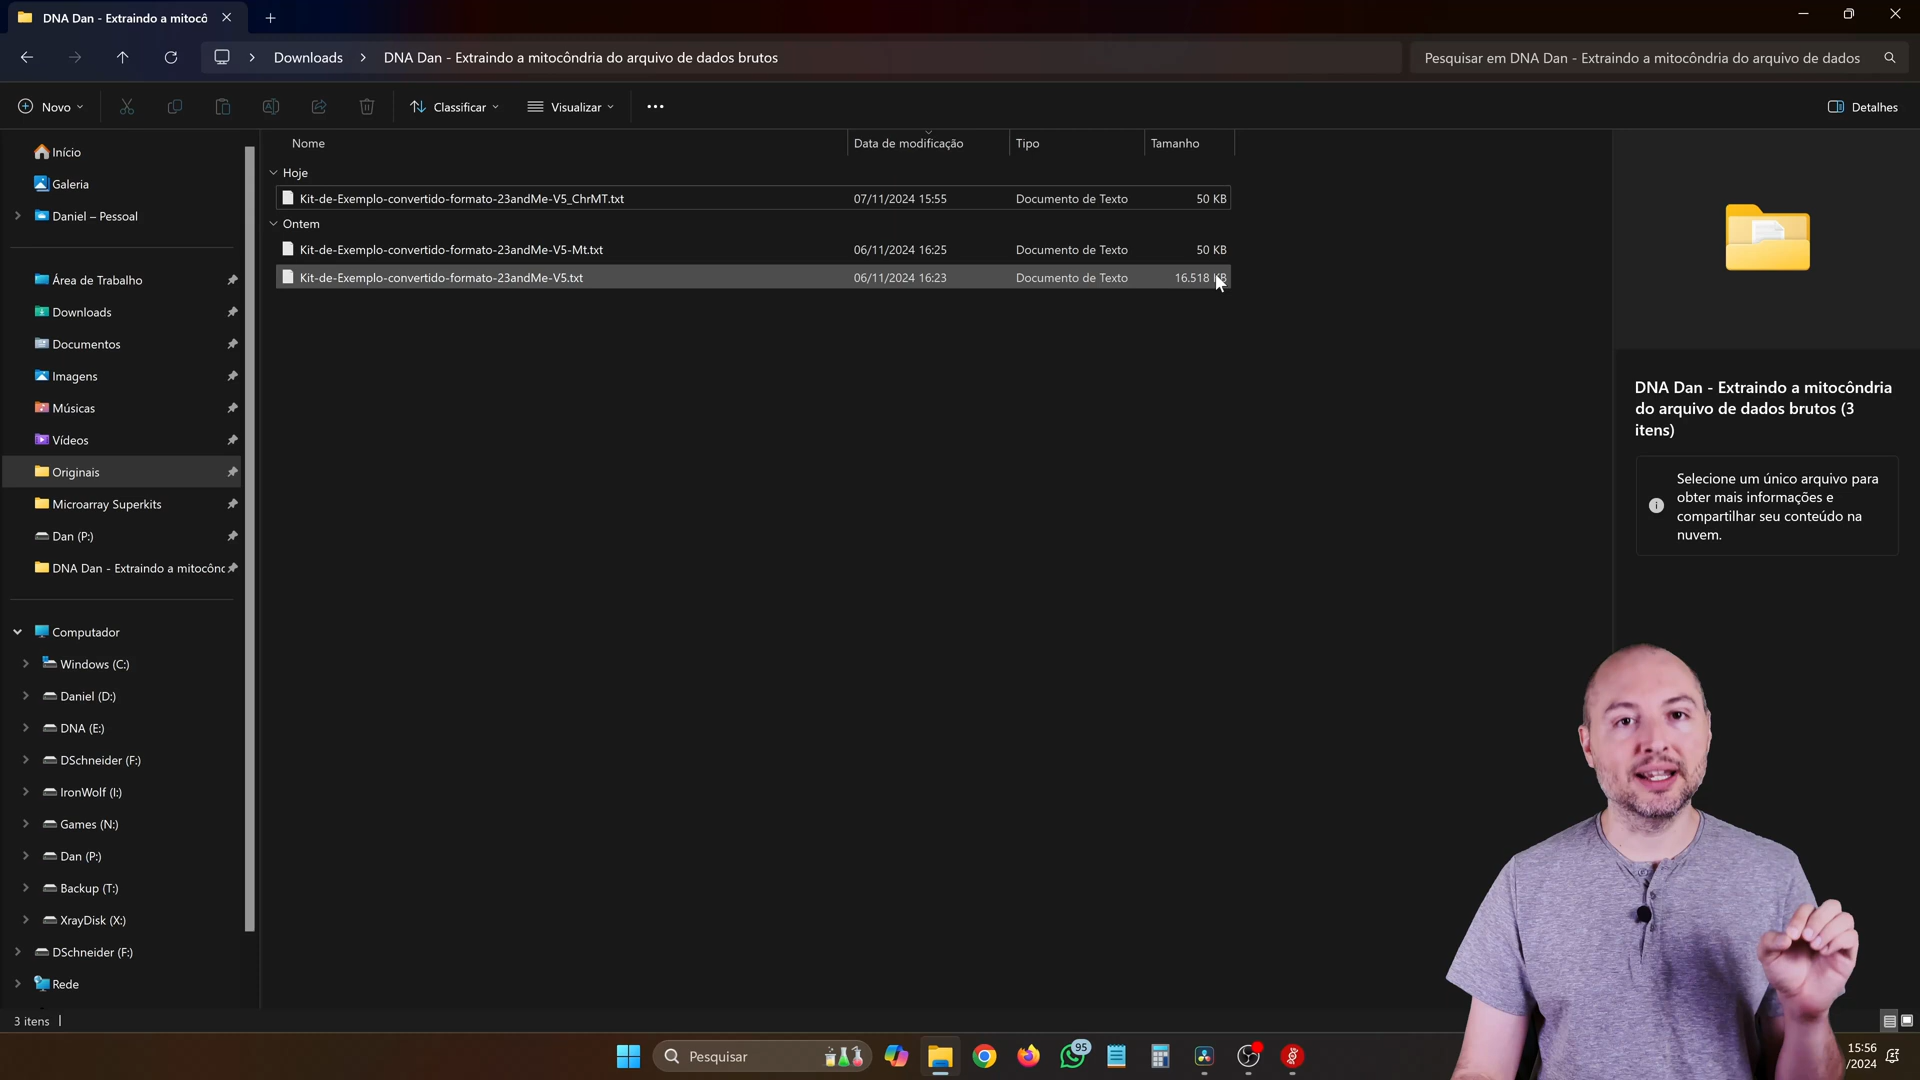 DNA Dan - Extraindo a mitocô
Downloads
DNA Dan - Extraindo a mitocôndria do arquivo de dados brutos
Pesquisar em DNA Dan - Extraindo a mitocôndria do arquivo de dados
Novo
Classificar
Visualizar
Detalhes
Nome
Data de modificação
Tipo
Tamanho
Hoje
Kit-de-Exemplo-convertido-formato-23andMe-V5_ChrMT.txt
07/11/2024 15:55
Documento de Texto
50 KB
Ontem
Kit-de-Exemplo-convertido-formato-23andMe-V5-Mt.txt
06/11/2024 16:25
Documento de Texto
50 KB
Kit-de-Exemplo-convertido-formato-23andMe-V5.txt
06/11/2024 16:23
Documento de Texto
16.518 KB
Início
Galeria
Daniel – Pessoal
Área de Trabalho
Downloads
Documentos
Imagens
Músicas
Vídeos
Originais
Microarray Superkits
Dan (P:)
DNA Dan - Extraindo a mitocônc
Computador
Windows (C:)
Daniel (D:)
DNA (E:)
DSchneider (F:)
IronWolf (I:)
Games (N:)
Dan (P:)
Backup (T:)
XrayDisk (X:)
DSchneider (F:)
Rede
DNA Dan - Extraindo a mitocôndria
do arquivo de dados brutos (3
itens)
Selecione um único arquivo para
obter mais informações e
compartilhar seu conteúdo na
nuvem.
3 itens
Pesquisar
95
15:56
/2024